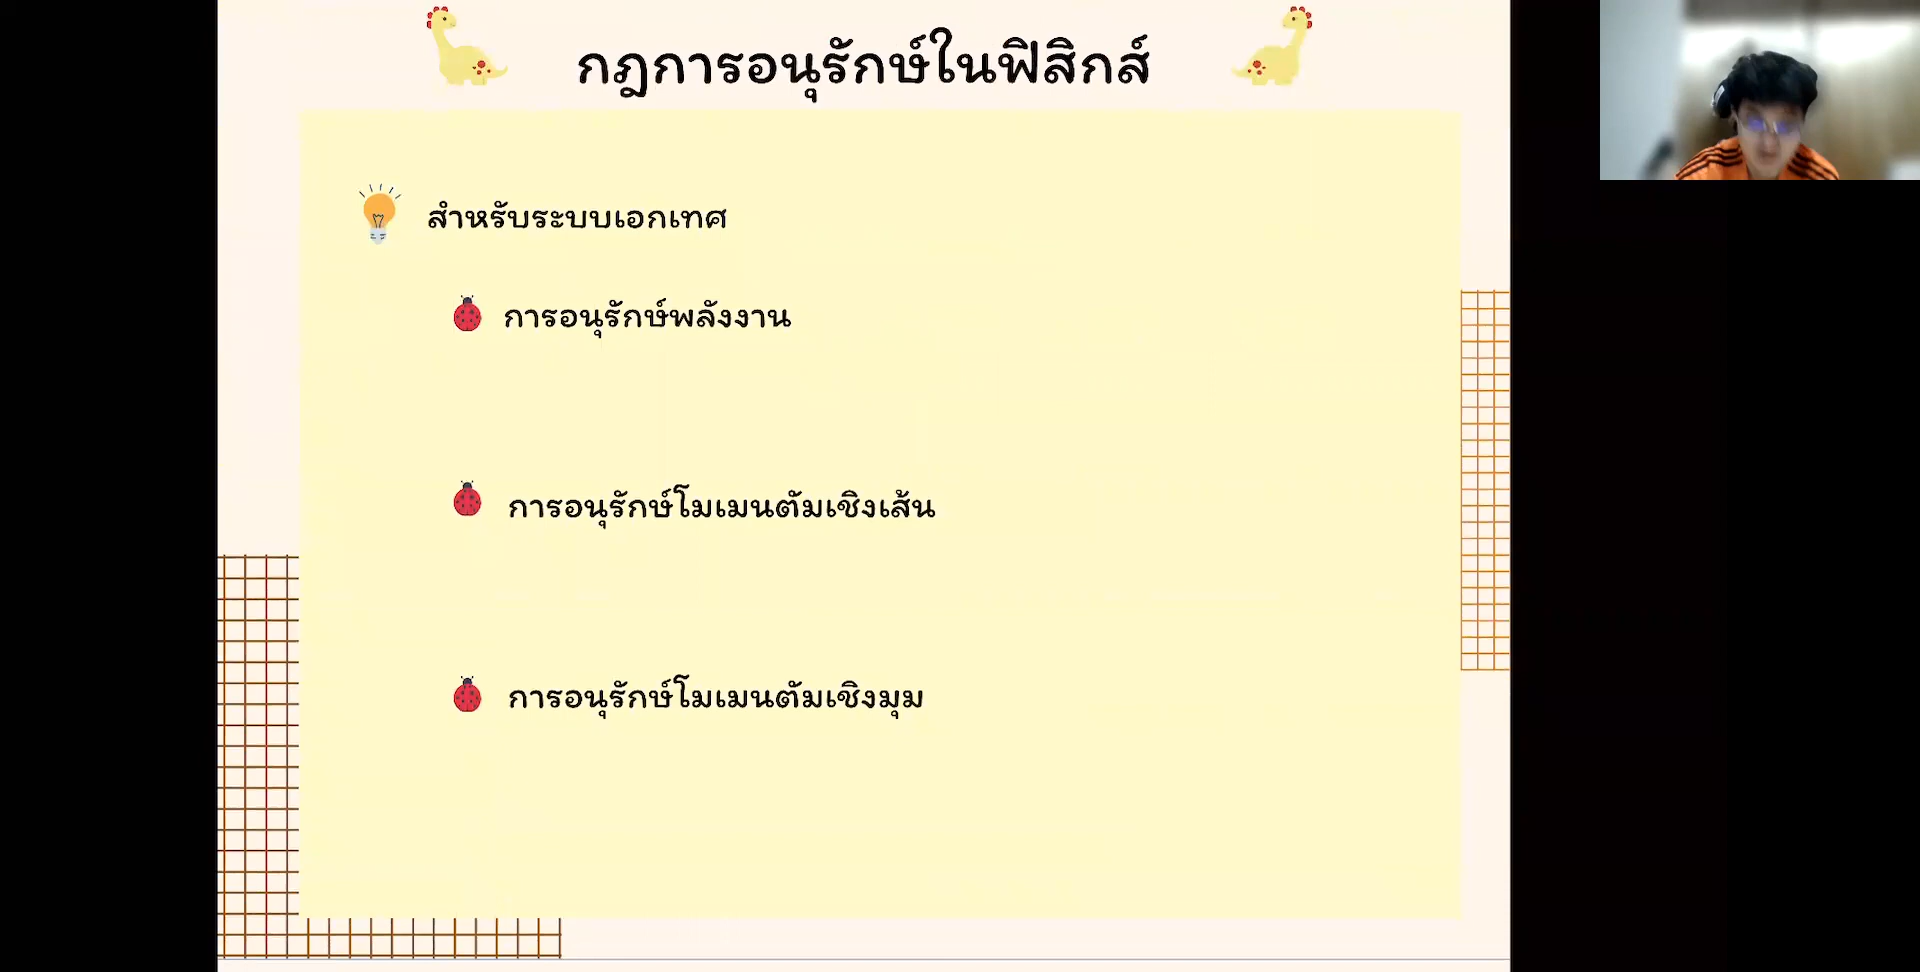 กฎการอนุรักษ์ในฟิสิกส์
สำหรับระบบเอกเทศ
การอนุรักษ์พลังงาน
การอนุรักษ์โมเมนตัมเชิงเส้น
การอนุรักษ์โมเมนตัมเชิงมุม